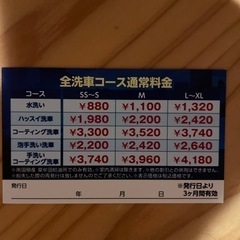 全洗車コース通常料金
コース SS～S M L～XL
水洗い ¥880 ¥1,100 ¥1,320
ハッスイ洗車 ¥1,980 ¥2,200 ¥2,420
コーティング洗車 ¥3,300 ¥3,520 ¥3,740
泡手洗い洗車 ¥2,200 ¥2,420 ¥2,640
手洗い
コーティング洗車 ¥3,740 ¥3,960 ¥4,180
発行日 年 月 日
※発行日より
3ヶ月間有効